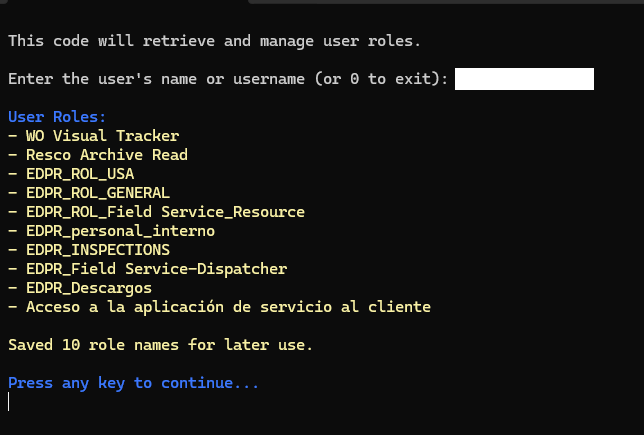 This code will retrieve and manage user roles.
Enter the user's name or username (or 0 to exit):
User Roles:
- WO Visual Tracker
- Resco Archive Read
- EDPR_ROL_USA
- EDPR_ROL_GENERAL
- EDPR_ROL_Field Service_Resource
- EDPR_personal_interno
- EDPR_INSPECTIONS
- EDPR_Field Service-Dispatcher
- EDPR_Descargos
- Acceso a la aplicación de servicio al cliente
Saved 10 role names for later use.
Press any key to continue...